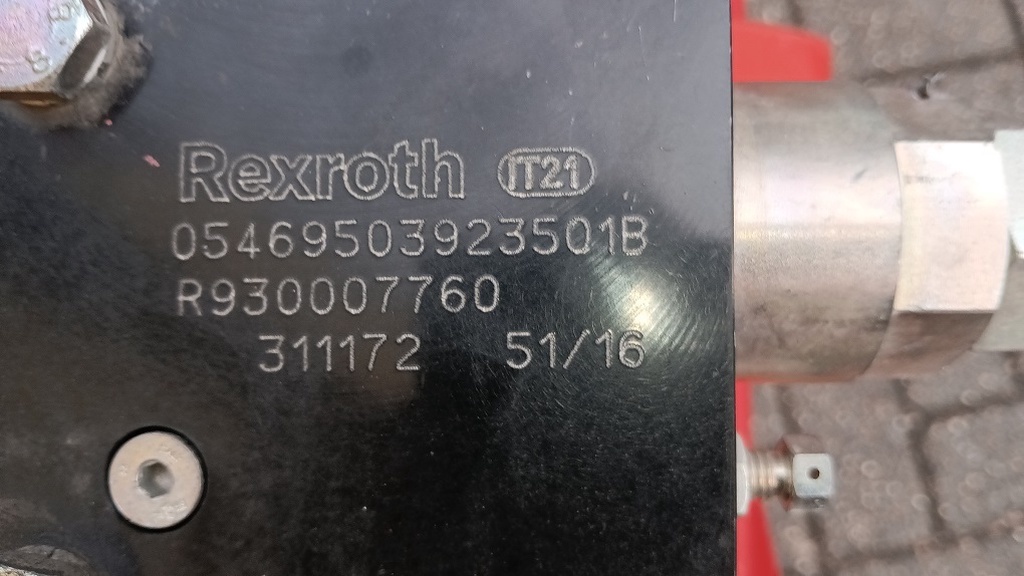 Rexroth IT21
05469503923501B
R930007760
311172 51/16